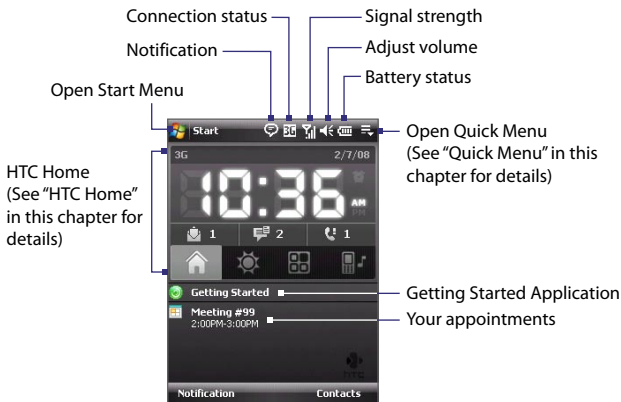 Connection status
Signal strength
Notification
Adjust volume
Battery status
Open Start Menu
Start
3G
Open Quick Menu
(See “Quick Menu” in this
chapter for details)
HTC Home
(See “HTC Home”
in this chapter for
details)
3G
2/7/08
10:36
AM
PM
1
2
1
Getting Started
Getting Started Application
Meeting #99
2:00PM-3:00PM
Your appointments
hTC
Notification
Contacts